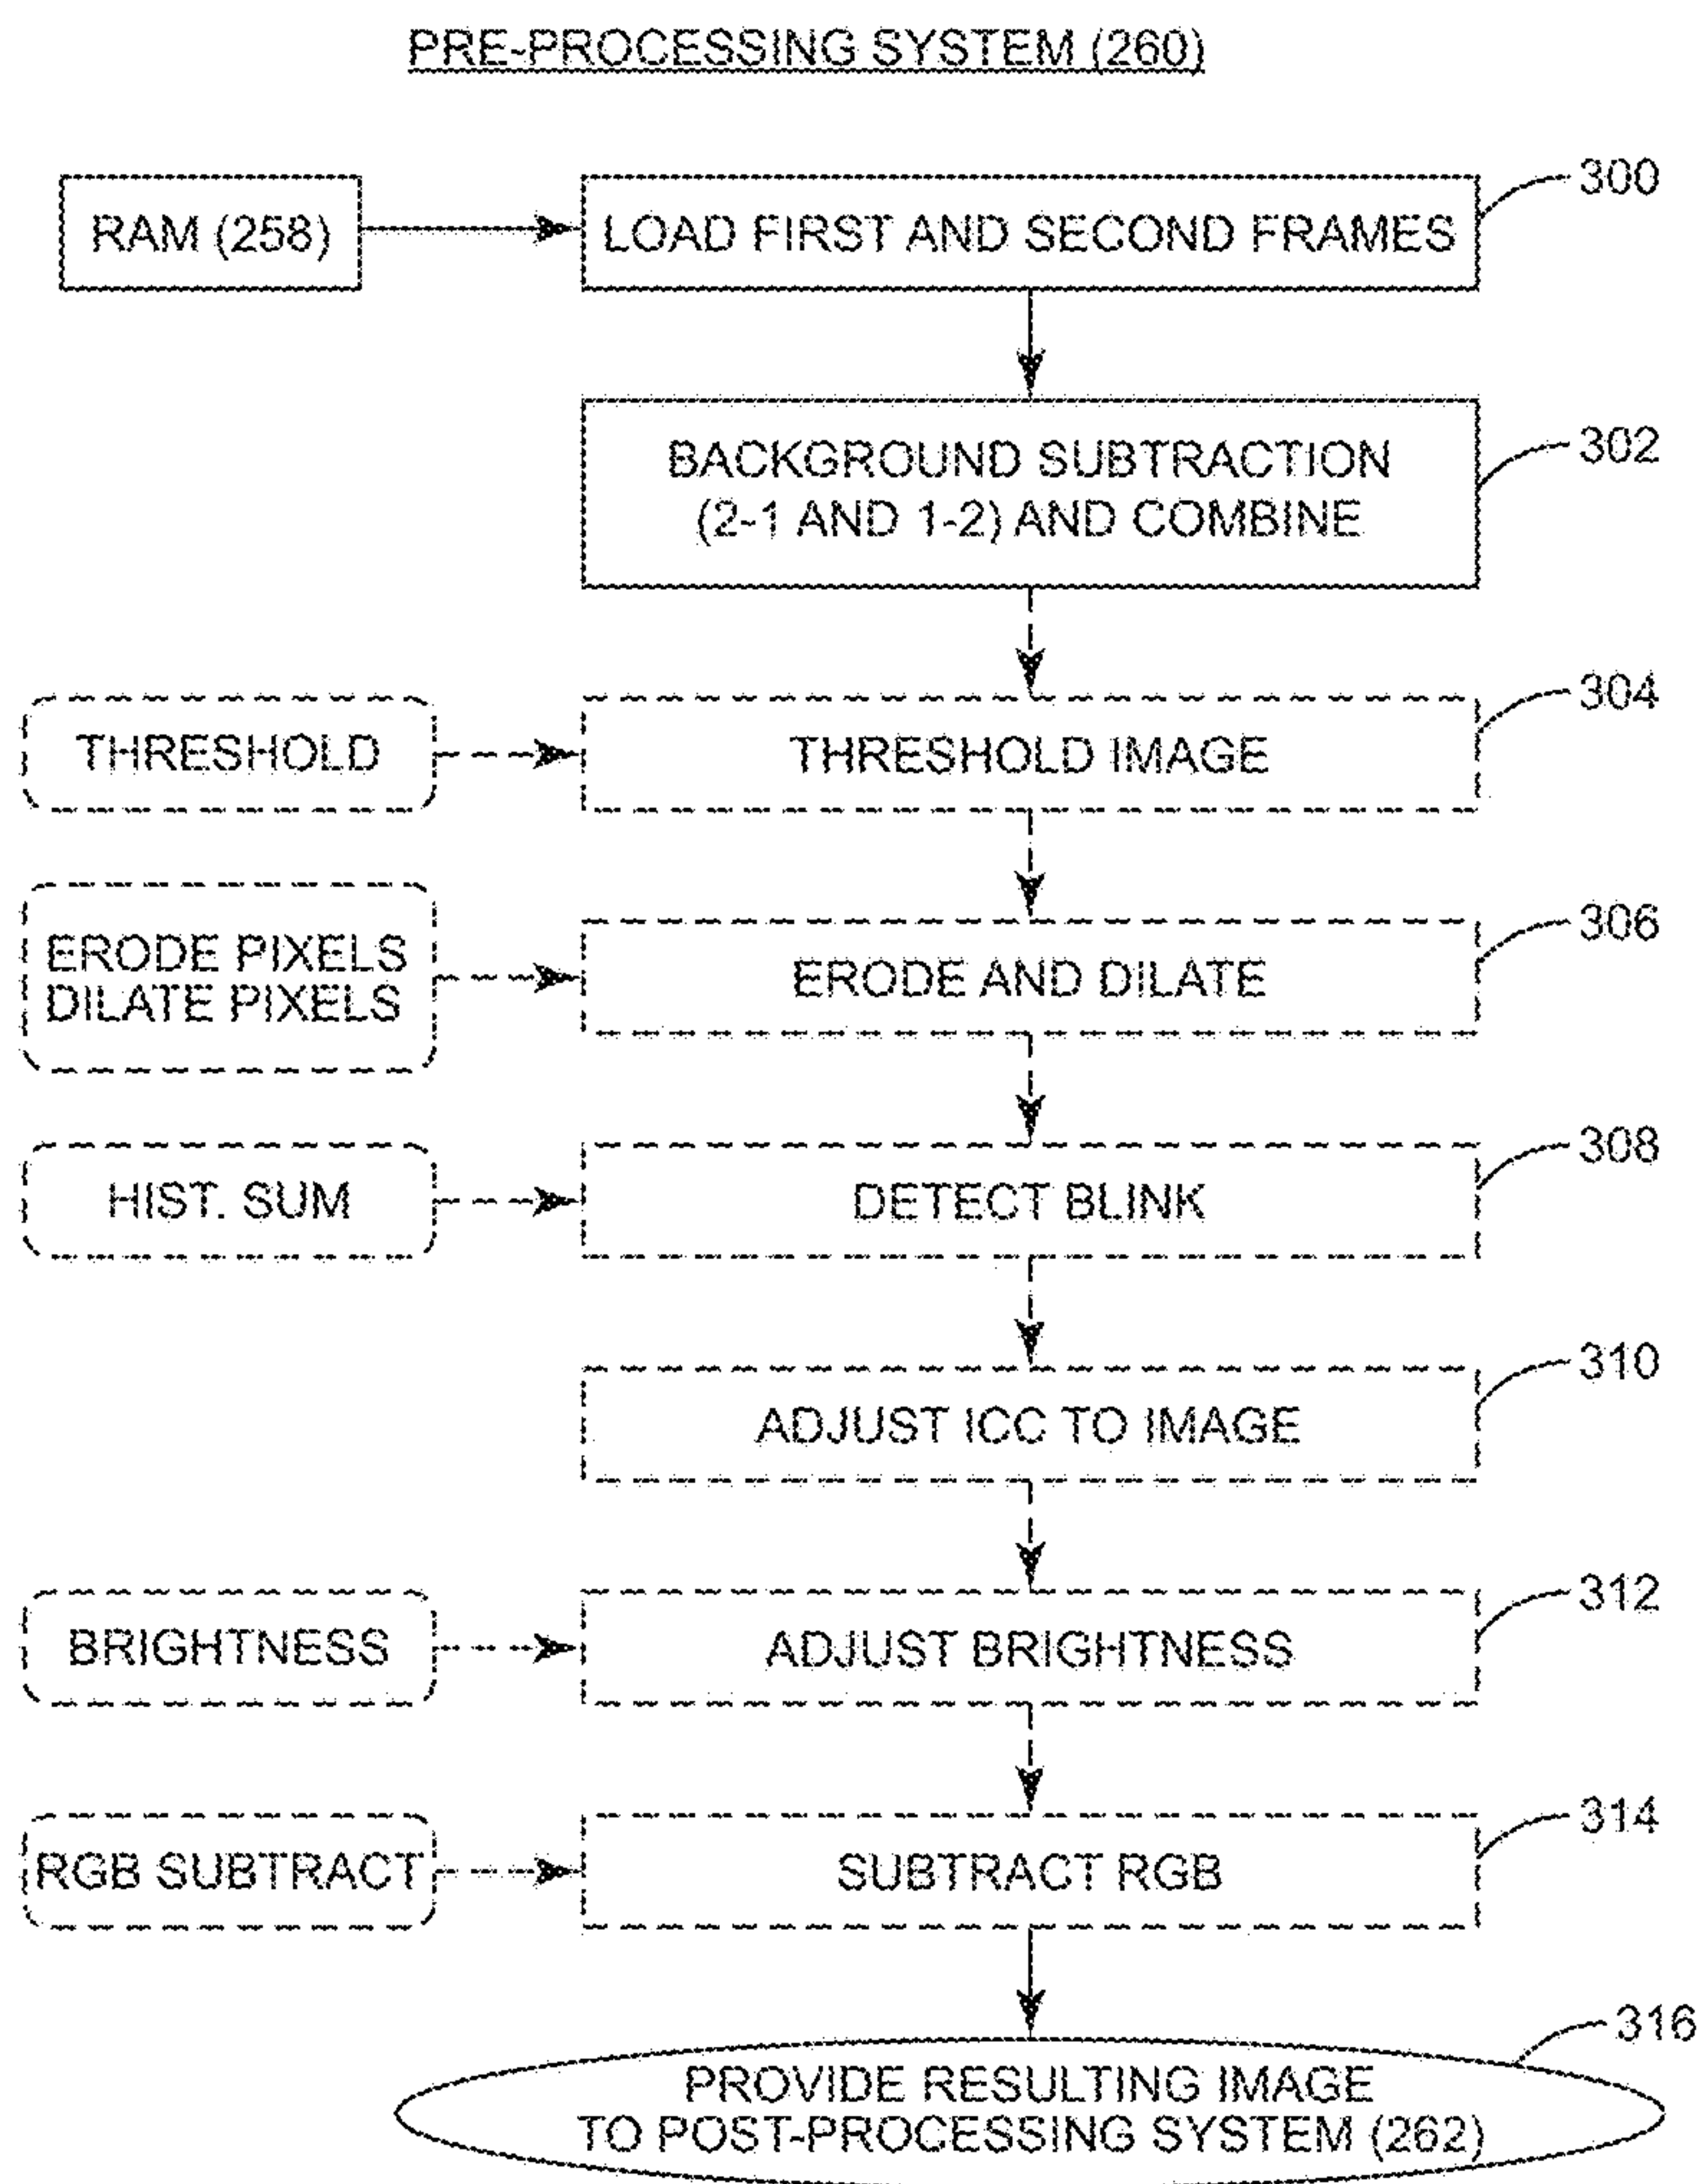 PRE-PROCESSING SYSTEM (260)
RAM (258)
LOAD FIRST AND SECOND FRAMES
300
BACKGROUND SUBTRACTION
(2-1 AND 1-2) AND COMBINE
302
THRESHOLD
THRESHOLD IMAGE
304
ERODE PIXELS
DILATE PIXELS
ERODE AND DILATE
306
HIST. SUM
DETECT BLINK
308
ADJUST ICC TO IMAGE
310
BRIGHTNESS
ADJUST BRIGHTNESS
312
RGB SUBTRACT
SUBTRACT RGB
314
PROVIDE RESULTING IMAGE
TO POST-PROCESSING SYSTEM (262)
316